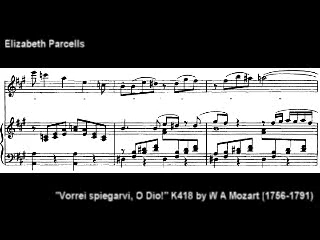 Elizabeth Parcells
"Vorrei spiegarvi, O Dio!" K418 by W A Mozart (1756-1791)